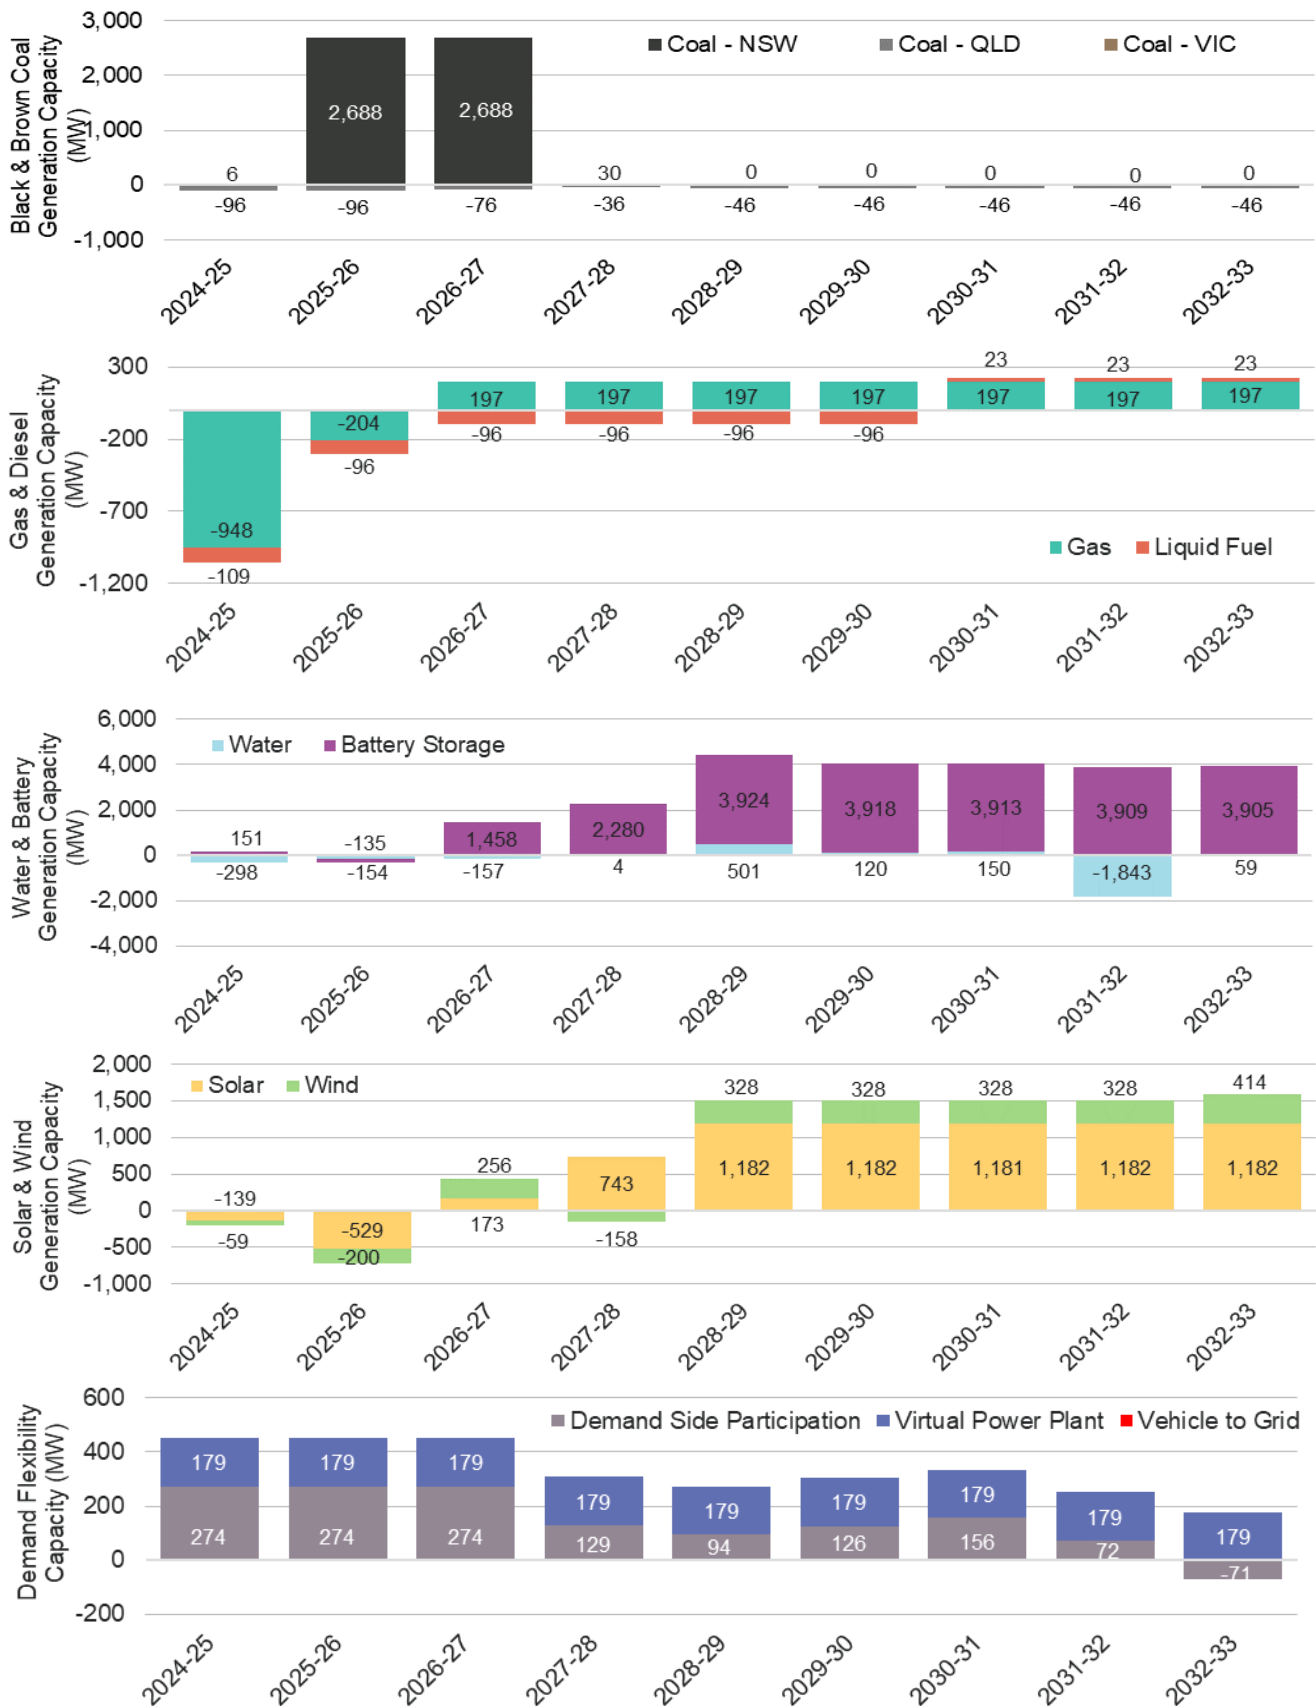 Black & Brown Coal
Generation Capacity
(MW)
3,000
2,000
1,000
0
-1,000
Coal - NSW Coal - QLD Coal - VIC
2,688 2,688
6 30 0 0 0 0 0
-96 -96 -76 -36 -46 -46 -46 -46 -46
2024-25 2025-26 2026-27 2027-28 2028-29 2029-30 2030-31 2031-32 2032-33
Gas & Diesel
Generation Capacity
(MW)
300
-200
-700
-1,200
23 23 23
197 197 197 197 197 197 197
-204
-96 -96 -96 -96
-96
-948
-109
Gas Liquid Fuel
2024-25 2025-26 2026-27 2027-28 2028-29 2029-30 2030-31 2031-32 2032-33
Water & Battery
Generation Capacity
(MW)
6,000
4,000
2,000
0
-2,000
-4,000
Water Battery Storage
151 -135 1,458 2,280 3,924 3,918 3,913 3,909 3,905
-298 -154 -157 4 501 120 150 -1,843 59
2024-25 2025-26 2026-27 2027-28 2028-29 2029-30 2030-31 2031-32 2032-33
Solar & Wind
Generation Capacity
(MW)
2,000
1,500
1,000
500
0
-500
-1,000
Solar Wind
328 328 328 328 414
256 743 1,182 1,182 1,181 1,182 1,182
-139 -529 173 -158
-59 -200
2024-25 2025-26 2026-27 2027-28 2028-29 2029-30 2030-31 2031-32 2032-33
Demand Flexibility
Capacity (MW)
600
400
200
0
-200
Demand Side Participation Virtual Power Plant Vehicle to Grid
179 179 179 179 179 179 179 179 179
274 274 274 129 94 126 156 72 -71
2024-25 2025-26 2026-27 2027-28 2028-29 2029-30 2030-31 2031-32 2032-33